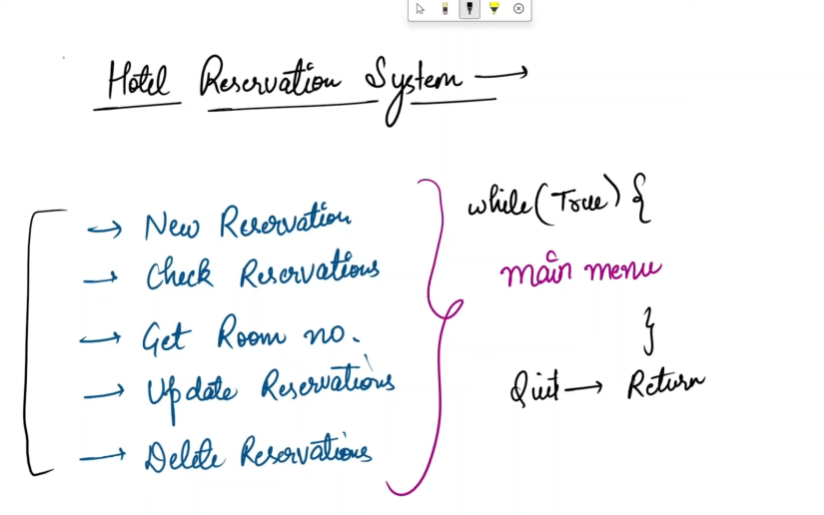 Hotel Reservation System →
→ New Reservation
→ Check Reservations
→ Get Room no.
→ Update Reservations
→ Delete Reservations
while(True) {
main menu
}
Quit → Return